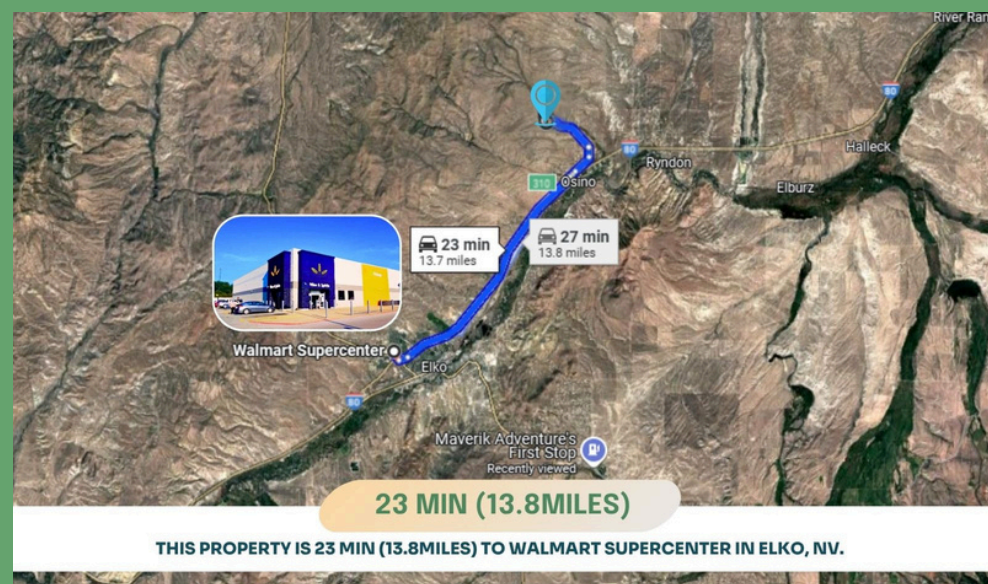 River Ran
80
Halleck
80
Ryndon
Elburz
310
Osino
23 min
13.7 miles
27 min
13.8 miles
Walmart Supercenter
Elko
80
Maverik Adventure's
First Stop
Recently viewed
23 MIN (13.8MILES)
THIS PROPERTY IS 23 MIN (13.8MILES) TO WALMART SUPERCENTER IN ELKO, NV.